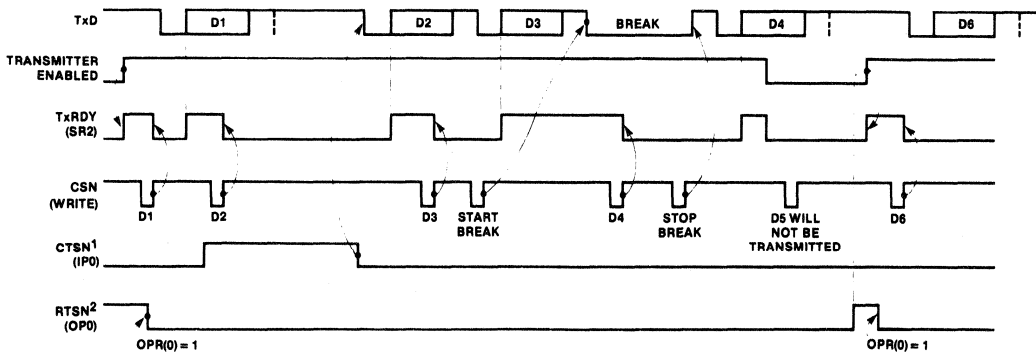 TxD
D1
D2
D3
BREAK
D4
D6
TRANSMITTER
ENABLED
TxRDY
(SR2)
CSN
(WRITE)
D1
D2
D3
START
BREAK
D4
STOP
BREAK
D5 WILL
NOT BE
TRANSMITTED
D6
CTSN1
(IP0)
RTSN2
(OP0)
OPR(0) = 1
OPR(0) = 1